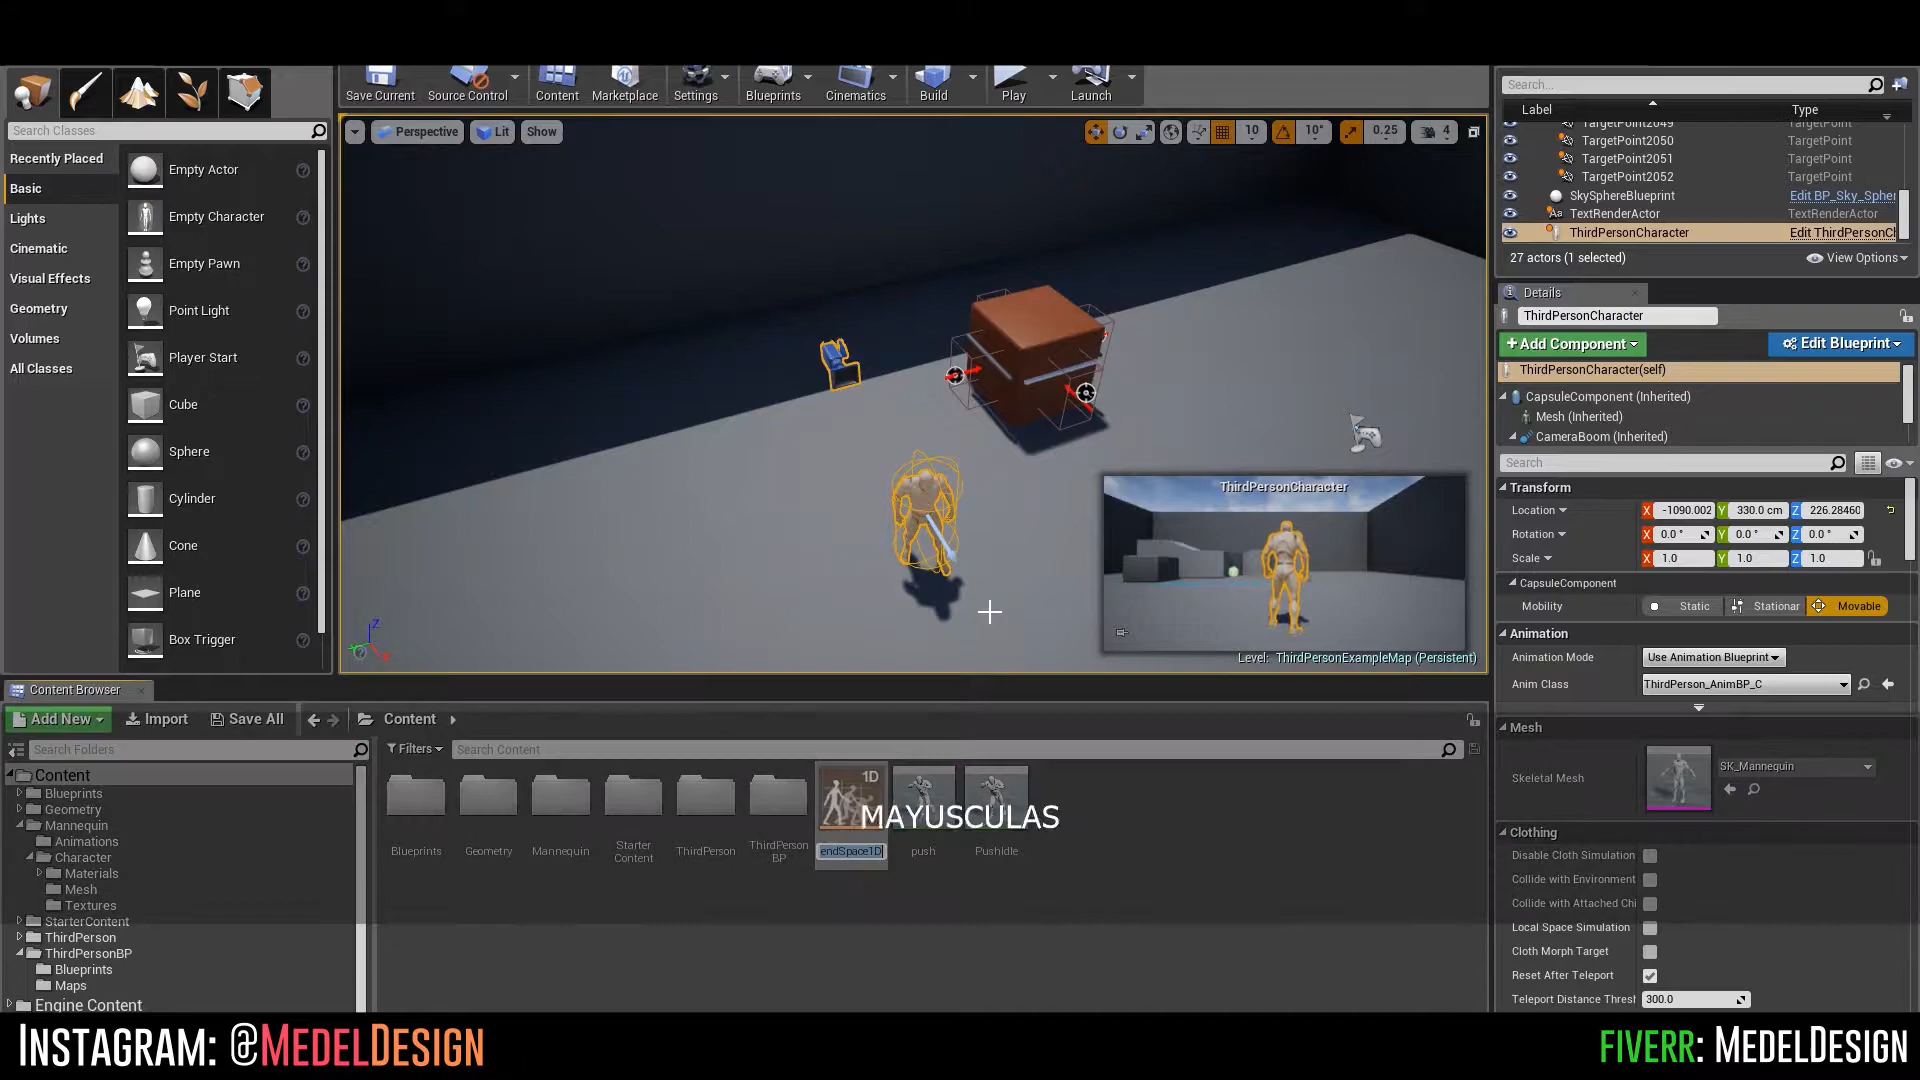 Save Current
Source Control
Content
Marketplace
Settings
Blueprints
Cinematics
Build
Play
Launch
Search Classes
Recently Placed
Basic
Lights
Cinematic
Visual Effects
Geometry
Volumes
All Classes
Empty Actor
Empty Character
Empty Pawn
Point Light
Player Start
Cube
Sphere
Cylinder
Cone
Plane
Box Trigger
Perspective
Lit
Show
10
10°
0.25
4
ThirdPersonCharacter
Level: ThirdPersonExampleMap (Persistent)
Z
Search...
Label Type
TargetPoint2049 TargetPoint
TargetPoint2050 TargetPoint
TargetPoint2051 TargetPoint
TargetPoint2052 TargetPoint
SkySphereBlueprint Edit BP_Sky_Sphe
TextRenderActor TextRenderActor
ThirdPersonCharacter Edit ThirdPersonCh
27 actors (1 selected) View Options
Details
ThirdPersonCharacter
+Add Component Edit Blueprint
ThirdPersonCharacter(self)
CapsuleComponent (Inherited)
Mesh (Inherited)
CameraBoom (Inherited)
Search
Transform
Location X -1090.002 Y 330.0 cm Z 226.28460
Rotation X 0.0 ° Y 0.0 ° Z 0.0 °
Scale X 1.0 Y 1.0 Z 1.0
CapsuleComponent
Mobility Static Stationar Movable
Animation
Animation Mode Use Animation Blueprint
Anim Class ThirdPerson_AnimBP_C
Mesh
Skeletal Mesh SK_Mannequin
Clothing
Disable Cloth Simulation
Collide with Environment
Collide with Attached Chi
Local Space Simulation
Cloth Morph Target
Reset After Teleport
Teleport Distance Thresh 300.0
Content Browser
Add New Import Save All Content
Search Folders
Filters Search Content
Content
Blueprints
Geometry
Mannequin
Animations
Character
Materials
Mesh
Textures
StarterContent
ThirdPerson
ThirdPersonBP
Blueprints
Maps
Engine Content
1D
MAYUSCULAS
Blueprints
Geometry
Mannequin
Starter
Content
ThirdPerson
ThirdPerson
BP
endSpace1D
push
PushIdle
INSTAGRAM: @MEDELDESIGN
FIVERR: MEDELDESIGN